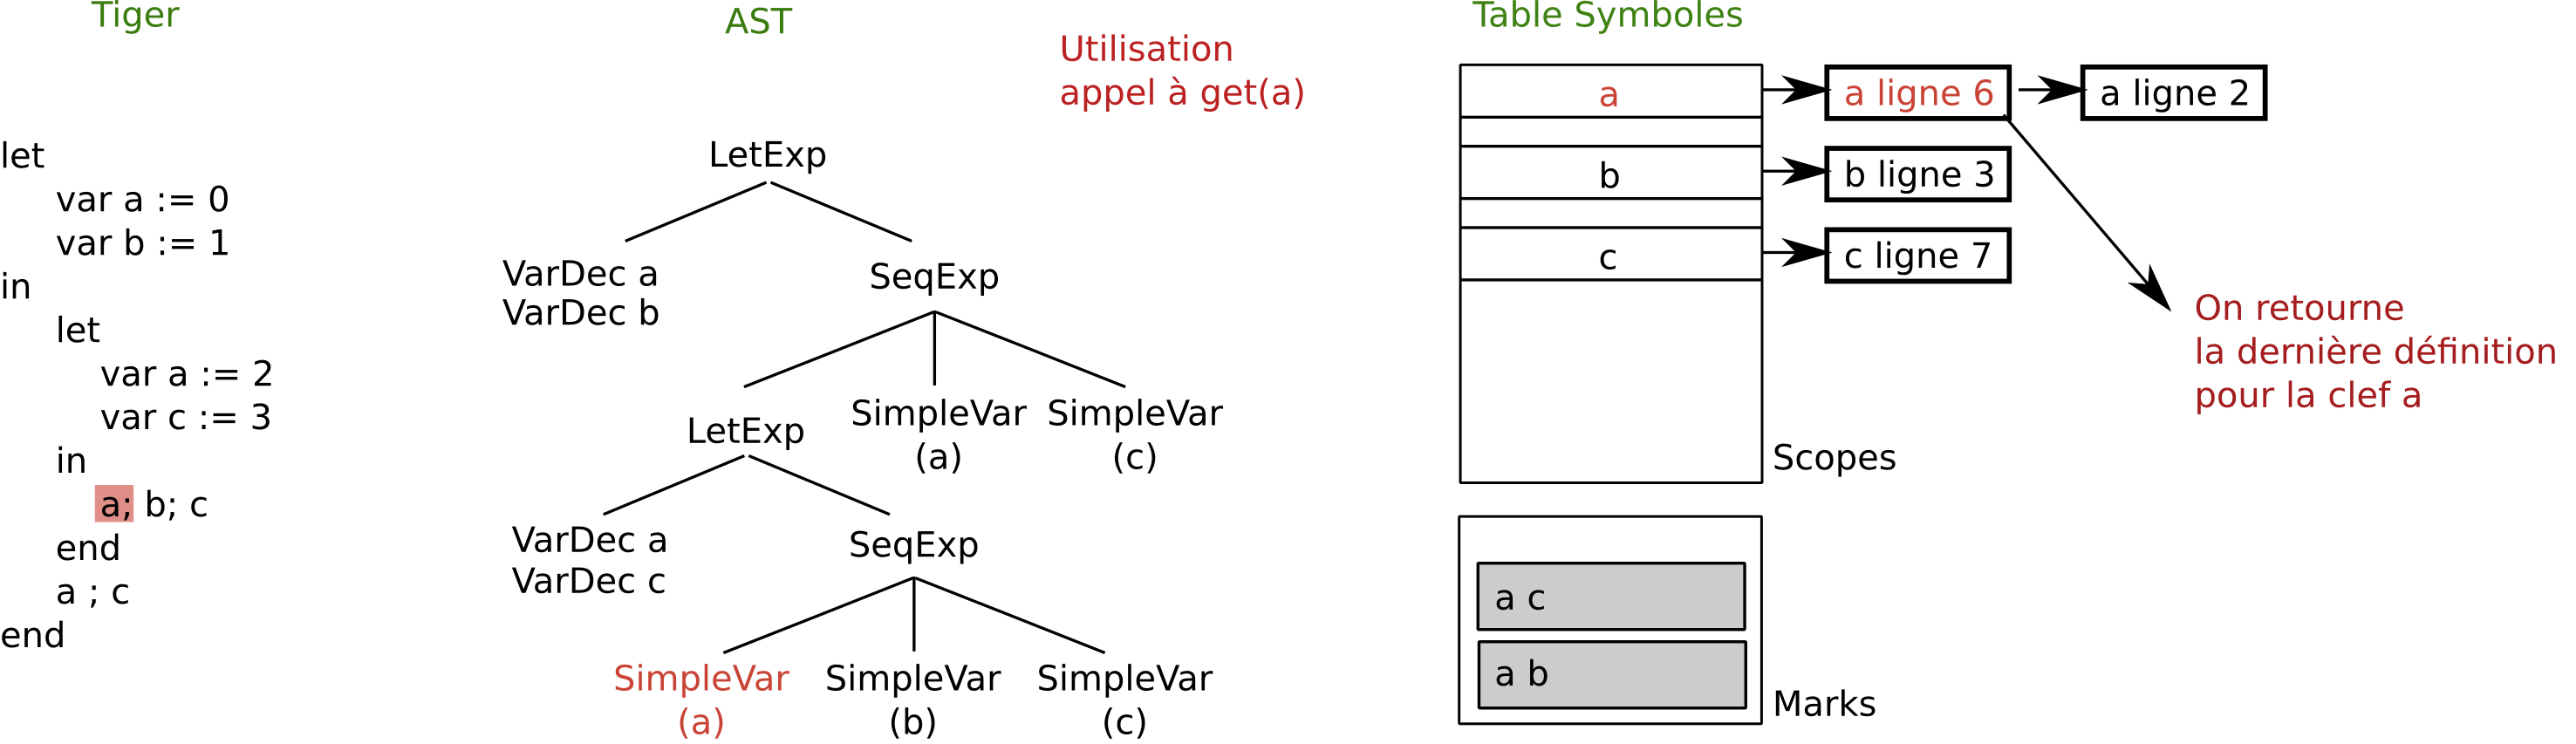 Tiger
let
var a := 0
var b := 1
in
let
var a := 2
var c := 3
in
a; b; c
end
a ; c
end
AST
Utilisation
appel à get(a)
LetExp
VarDec a
VarDec b
SeqExp
LetExp
SimpleVar
(a)
SimpleVar
(c)
VarDec a
VarDec c
SeqExp
SimpleVar
(a)
SimpleVar
(b)
SimpleVar
(c)
Table Symboles
a
a ligne 6
a ligne 2
b
b ligne 3
c
c ligne 7
On retourne
la dernière définition
pour la clef a
Scopes
a c
a b
Marks